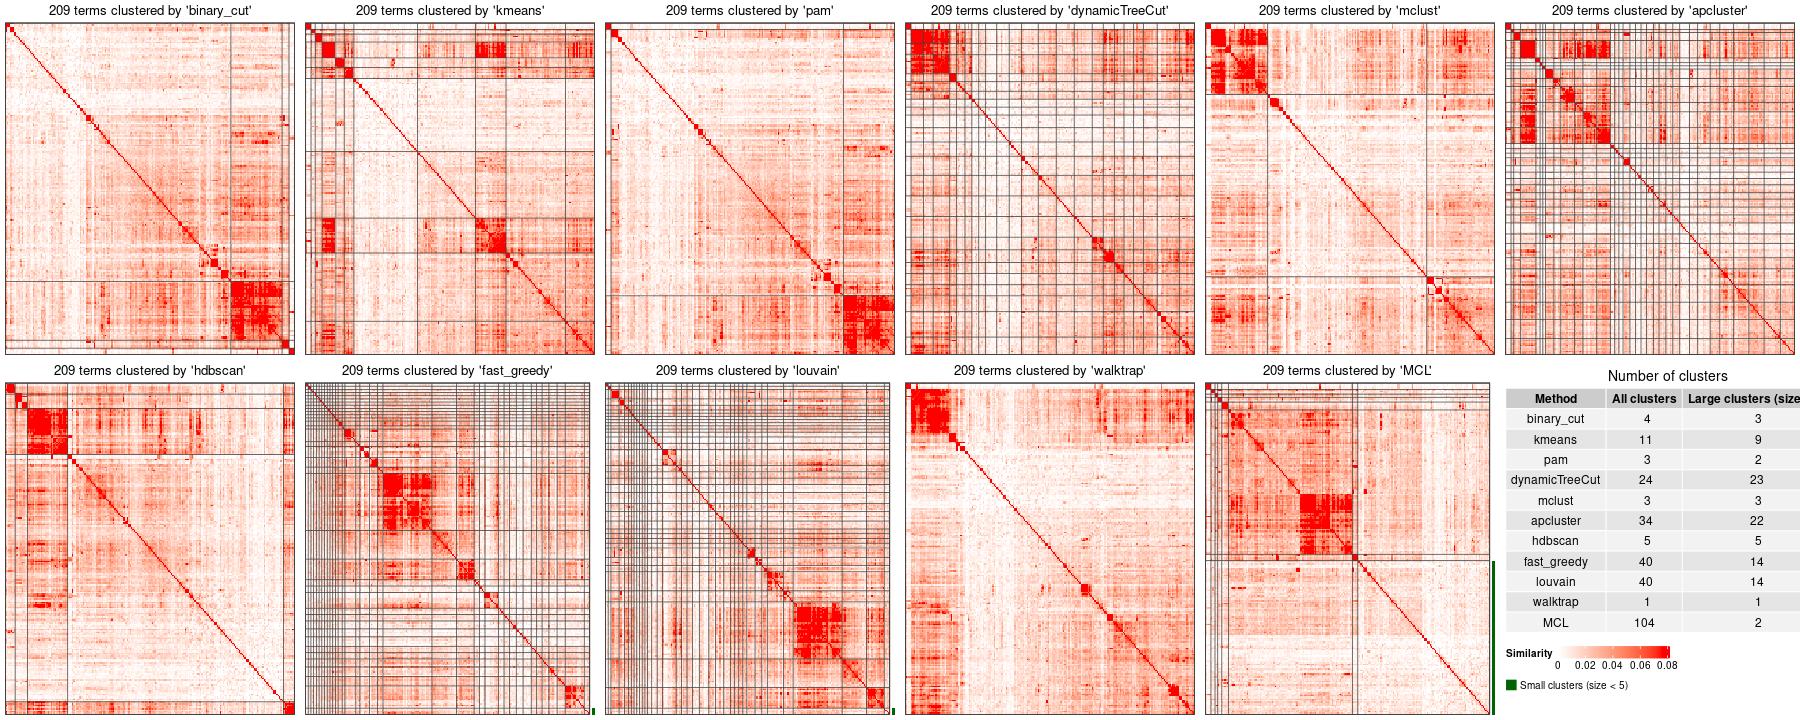 209 terms clustered by 'binary_cut'
209 terms clustered by 'kmeans'
209 terms clustered by 'pam'
209 terms clustered by 'dynamicTreeCut'
209 terms clustered by 'mclust'
209 terms clustered by 'apcluster'
209 terms clustered by 'hdbscan'
209 terms clustered by 'fast_greedy'
209 terms clustered by 'louvain'
209 terms clustered by 'walktrap'
209 terms clustered by 'MCL'
Number of clusters
Method All clusters Large clusters (size
binary_cut 4 3
kmeans 11 9
pam 3 2
dynamicTreeCut 24 23
mclust 3 3
apcluster 34 22
hdbscan 5 5
fast_greedy 40 14
louvain 40 14
walktrap 1 1
MCL 104 2
Similarity
0 0.02 0.04 0.06 0.08
Small clusters (size < 5)